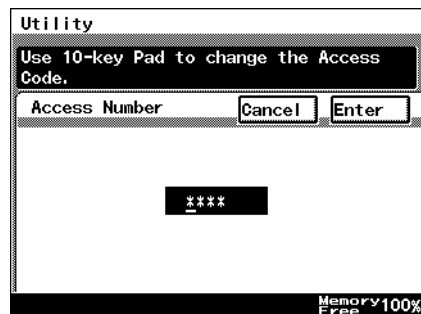 Utility
Use 10-key Pad to change the Access
Code.
Access Number Cancel Enter
****
Memory
Free 100%